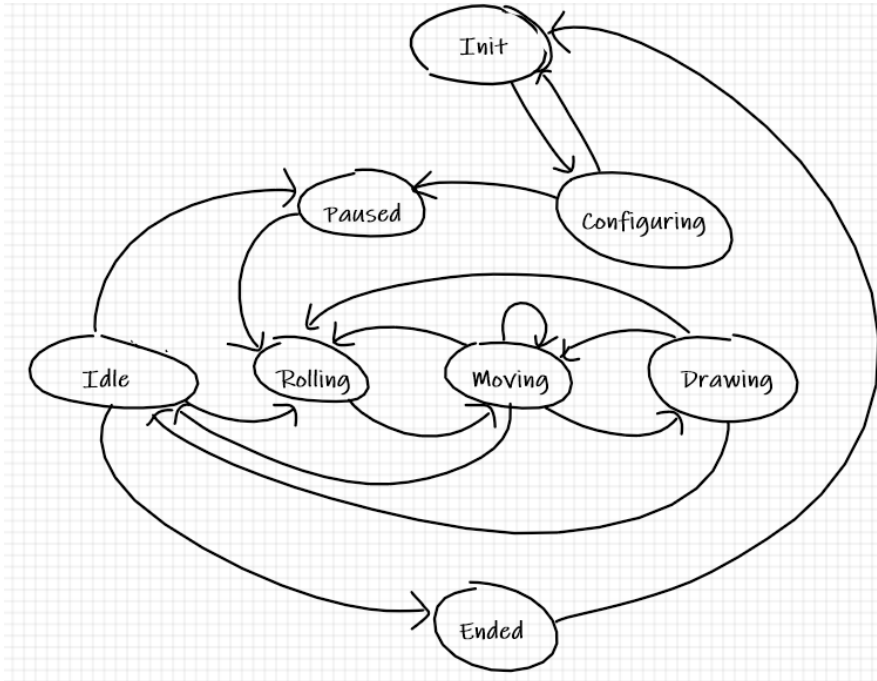 Init
Paused
Configuring
Idle
Rolling
Moving
Drawing
Ended